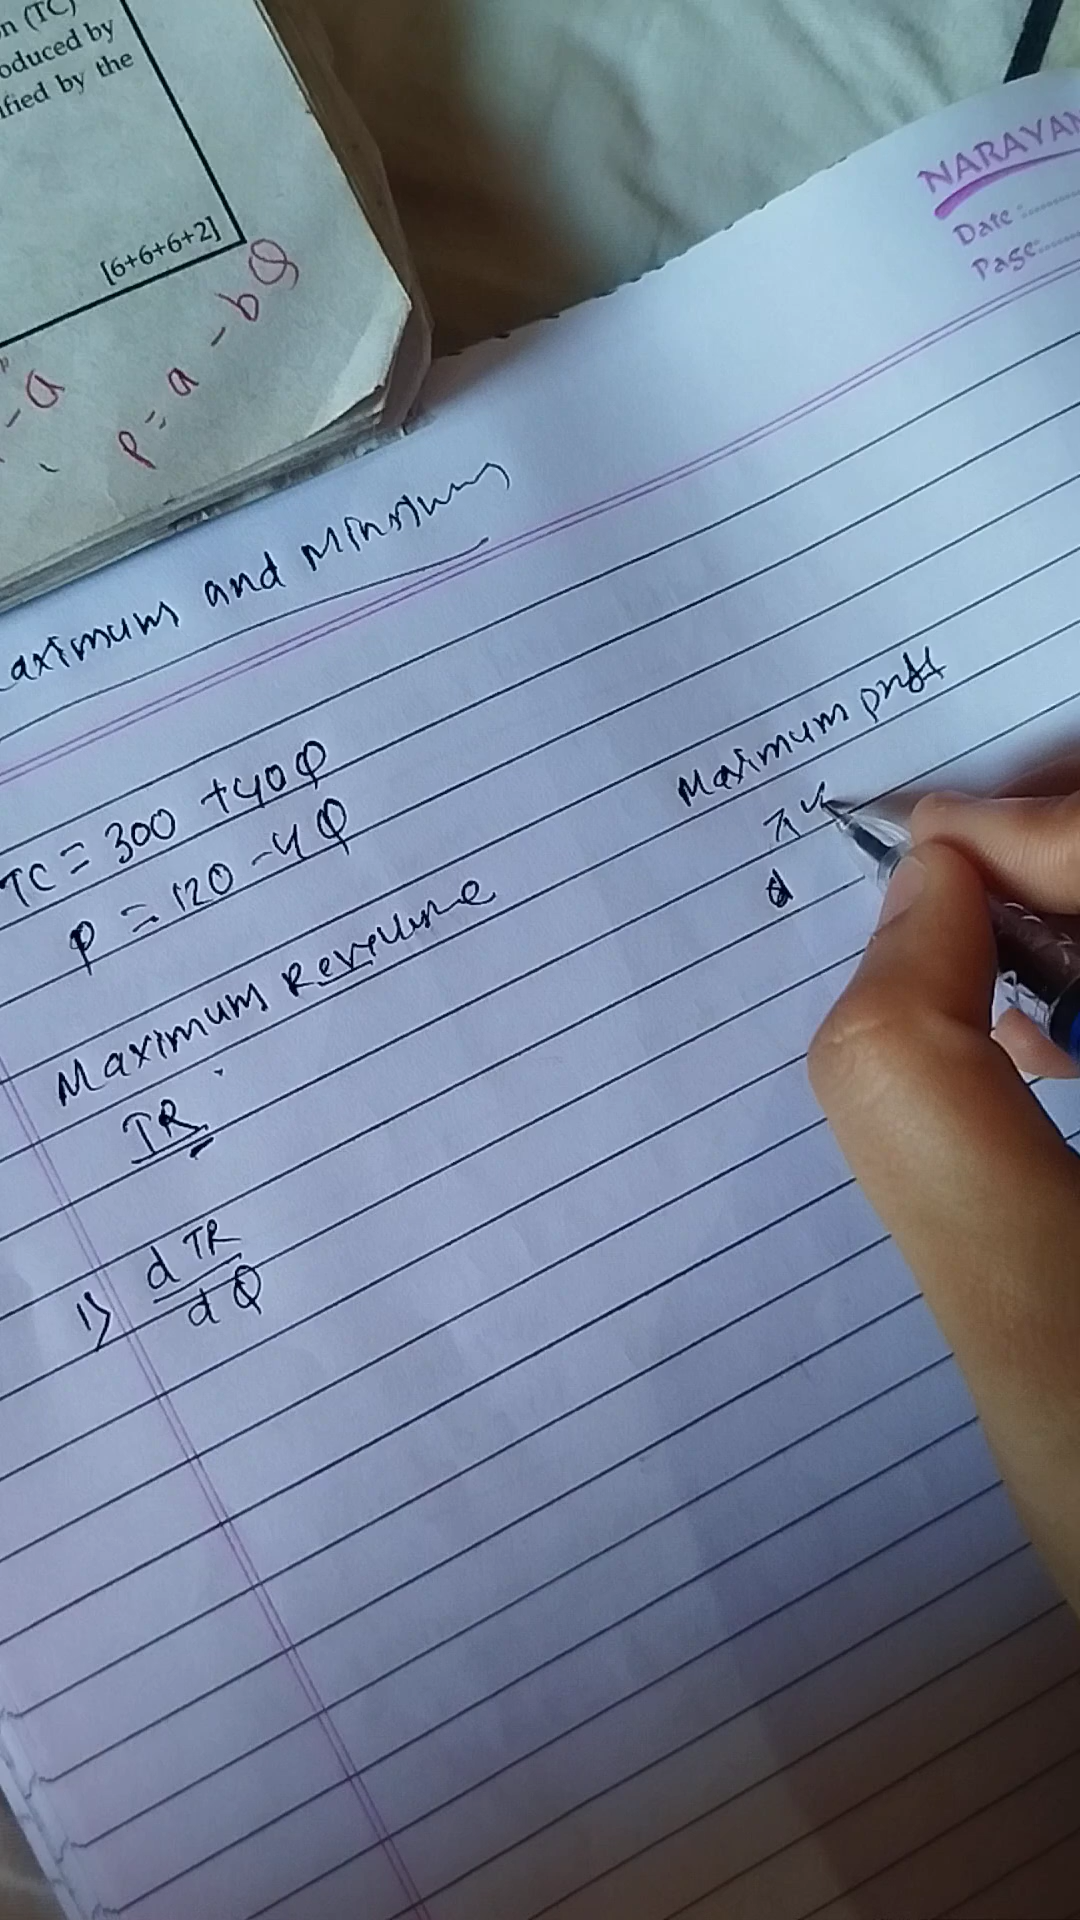 n (TC)
oduced by
ified by the
[6+6+6+2]
- a
P = a - bQ
NARAYAN
Date :
Page:
aximum and Minimum
TC = 300 + 40Q
P = 120 - 4Q
Maximum Revenue
TR
1) dTR
dQ
Maximum profit
π
d